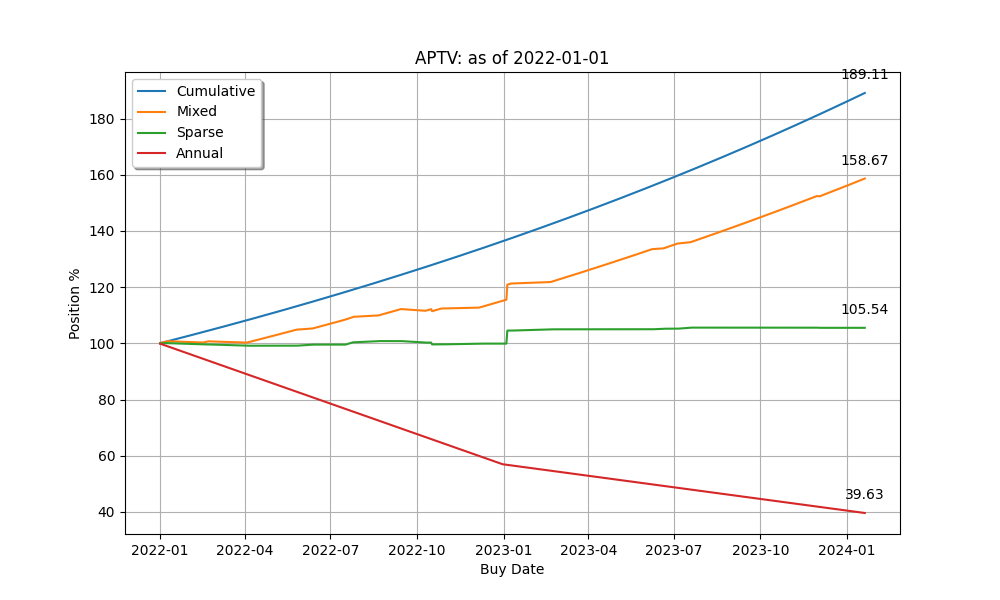 APTV: as of 2022-01-01
Cumulative
Mixed
Sparse
Annual
189.11
158.67
105.54
39.63
Position %
180
160
140
120
100
80
60
40
2022-01 2022-04 2022-07 2022-10 2023-01 2023-04 2023-07 2023-10 2024-01
Buy Date